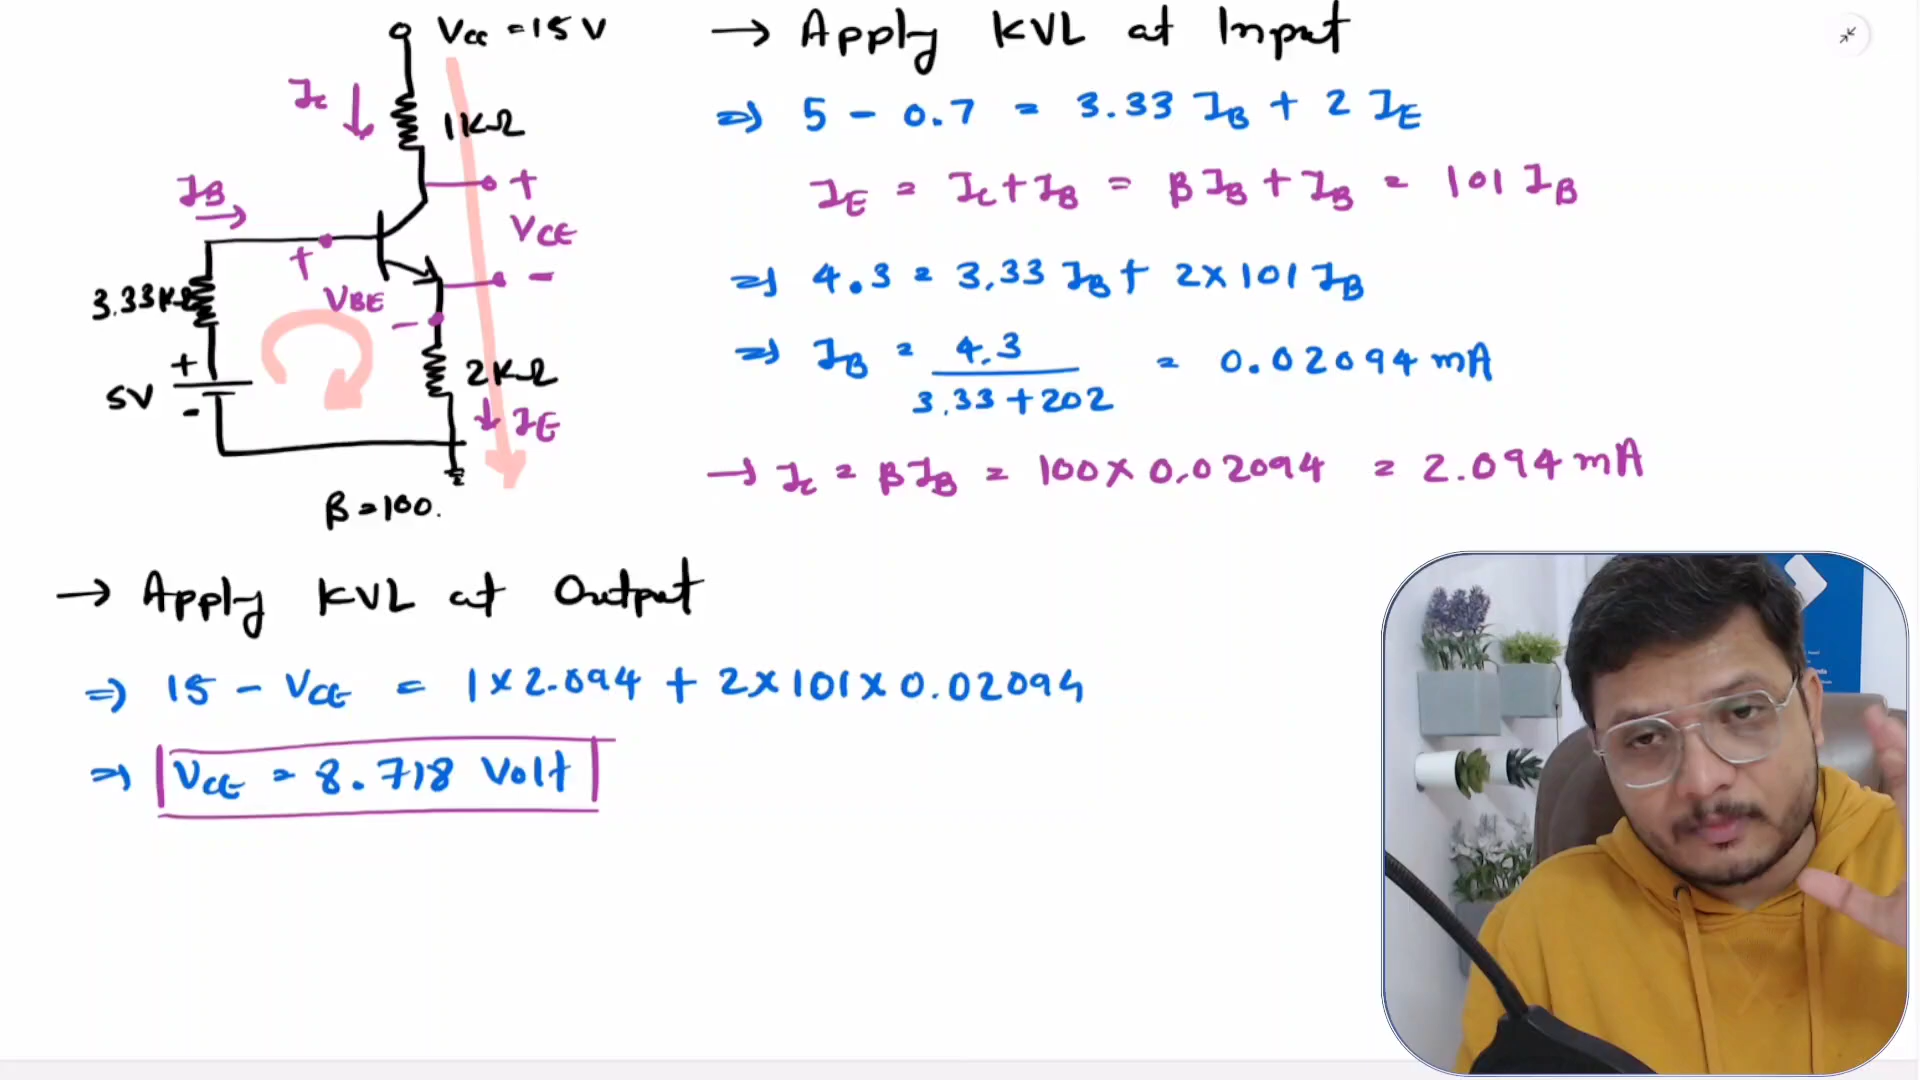 Vcc = 15 V
Ic ↓
1KΩ
IB →
+
VCE
-
3.33KΩ
+
VBE
-
+
5V
-
2KΩ
↓ IE
β = 100.
→ Apply KVL at Input
⇒ 5 - 0.7 = 3.33 IB + 2 IE
IE = Ic + IB = β IB + IB = 101 IB
⇒ 4.3 = 3.33 IB + 2 × 101 IB
⇒ IB = 4.3 / 3.33 + 202 = 0.02094 mA
→ Ic = β IB = 100 × 0.02094 = 2.094 mA
→ Apply KVL at Output
⇒ 15 - VCE = 1 × 2.094 + 2 × 101 × 0.02094
⇒ VCE = 8.718 Volt